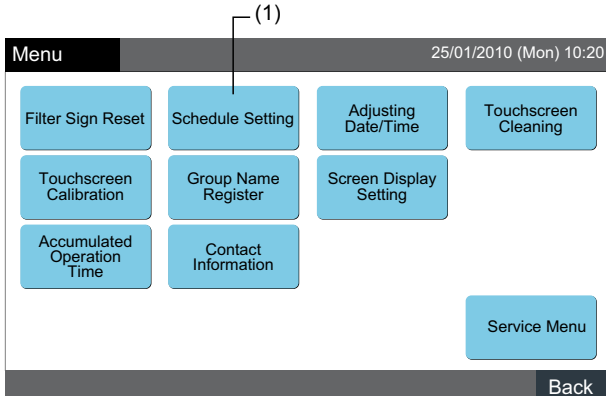 (1)
Menu
25/01/2010 (Mon) 10:20
Filter Sign Reset
Schedule Setting
Adjusting
Date/Time
Touchscreen
Cleaning
Touchscreen
Calibration
Group Name
Register
Screen Display
Setting
Accumulated
Operation
Time
Contact
Information
Service Menu
Back